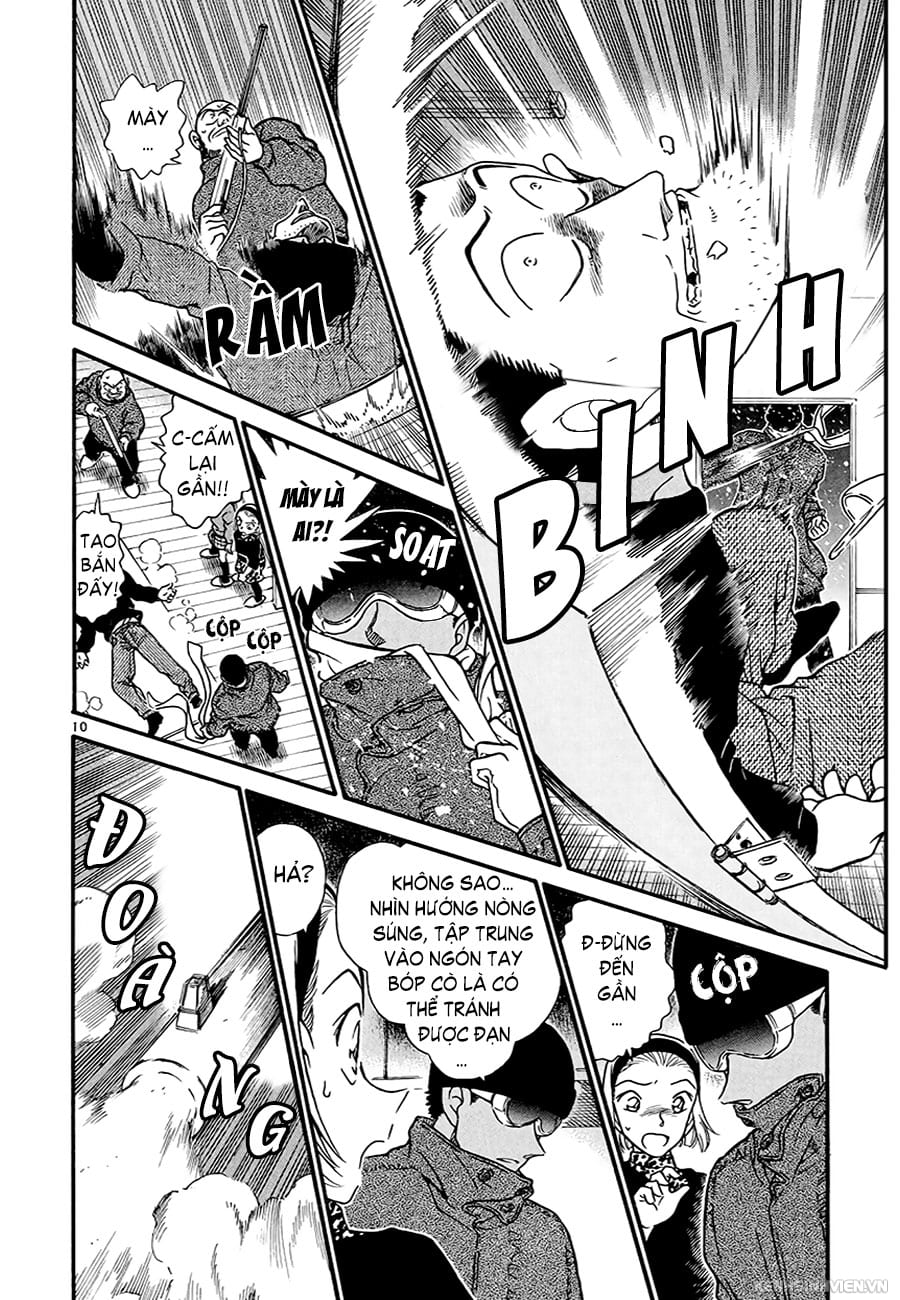 BINH
MÀY
...
RẦM
MÀY LÀ
AI?!
SOẠT
C-CẤM
LẠI
GẦN!!
TAO
BẮN
ĐẤY!
CỘP
CỘP
10
CỘP
Đ-ĐỪNG
ĐẾN
GẦN
...
KHÔNG SAO...
NHÌN HƯỚNG NÒNG
SÚNG, TẬP TRUNG
VÀO NGÓN TAY
BÓP CÒ LÀ CÓ
THỂ TRÁNH
ĐƯỢC ĐẠN
...
HẢ?
ĐOÀNG